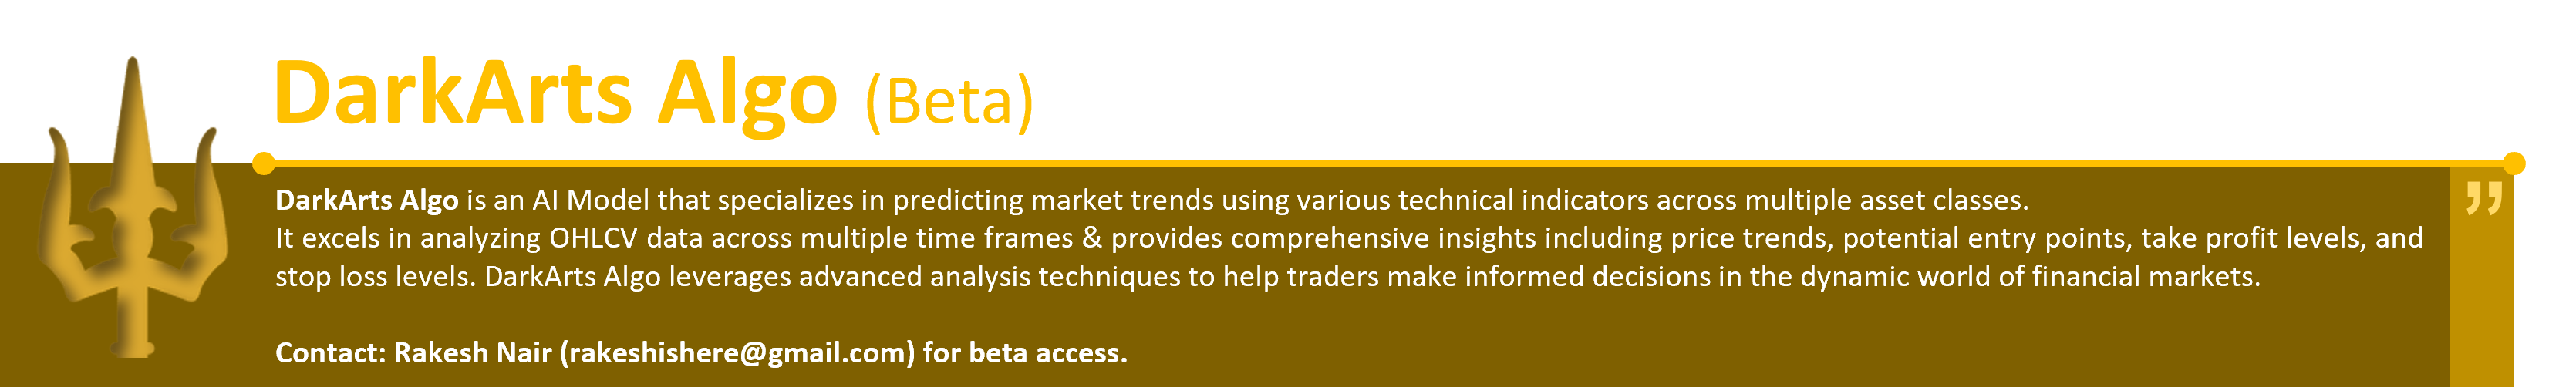 DarkArts Algo (Beta)
DarkArts Algo is an AI Model that specializes in predicting market trends using various technical indicators across multiple asset classes.
It excels in analyzing OHLCV data across multiple time frames & provides comprehensive insights including price trends, potential entry points, take profit levels, and
stop loss levels. DarkArts Algo leverages advanced analysis techniques to help traders make informed decisions in the dynamic world of financial markets.
Contact: Rakesh Nair (rakeshishere@gmail.com) for beta access.
”